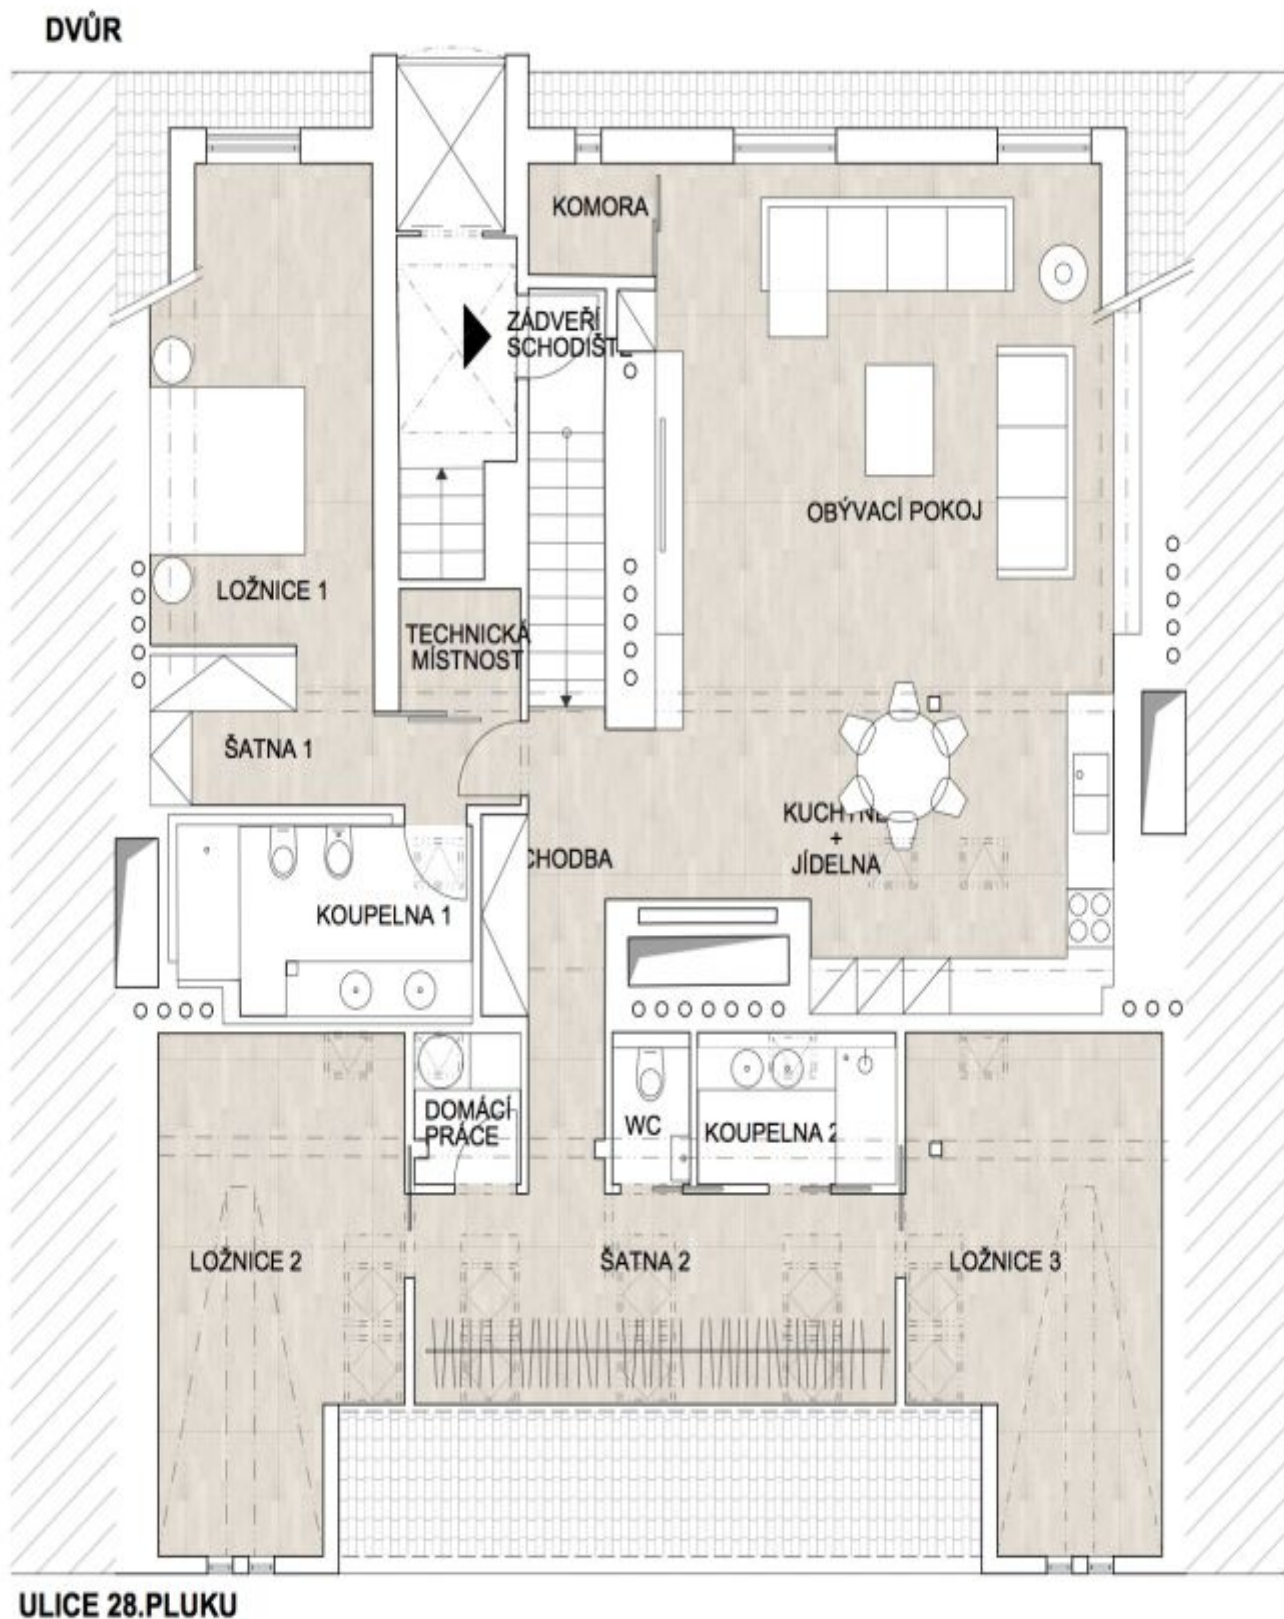 DVŮR
KOMORA
ZÁDVEŘÍ
SCHODIŠTĚ
OBÝVACÍ POKOJ
LOŽNICE 1
TECHNICKÁ
MÍSTNOST
ŠATNA 1
KUCHYNĚ
+
JÍDELNA
CHODBA
KOUPELNA 1
DOMÁCÍ
PRÁCE
WC
KOUPELNA 2
LOŽNICE 2
ŠATNA 2
LOŽNICE 3
ULICE 28.PLUKU